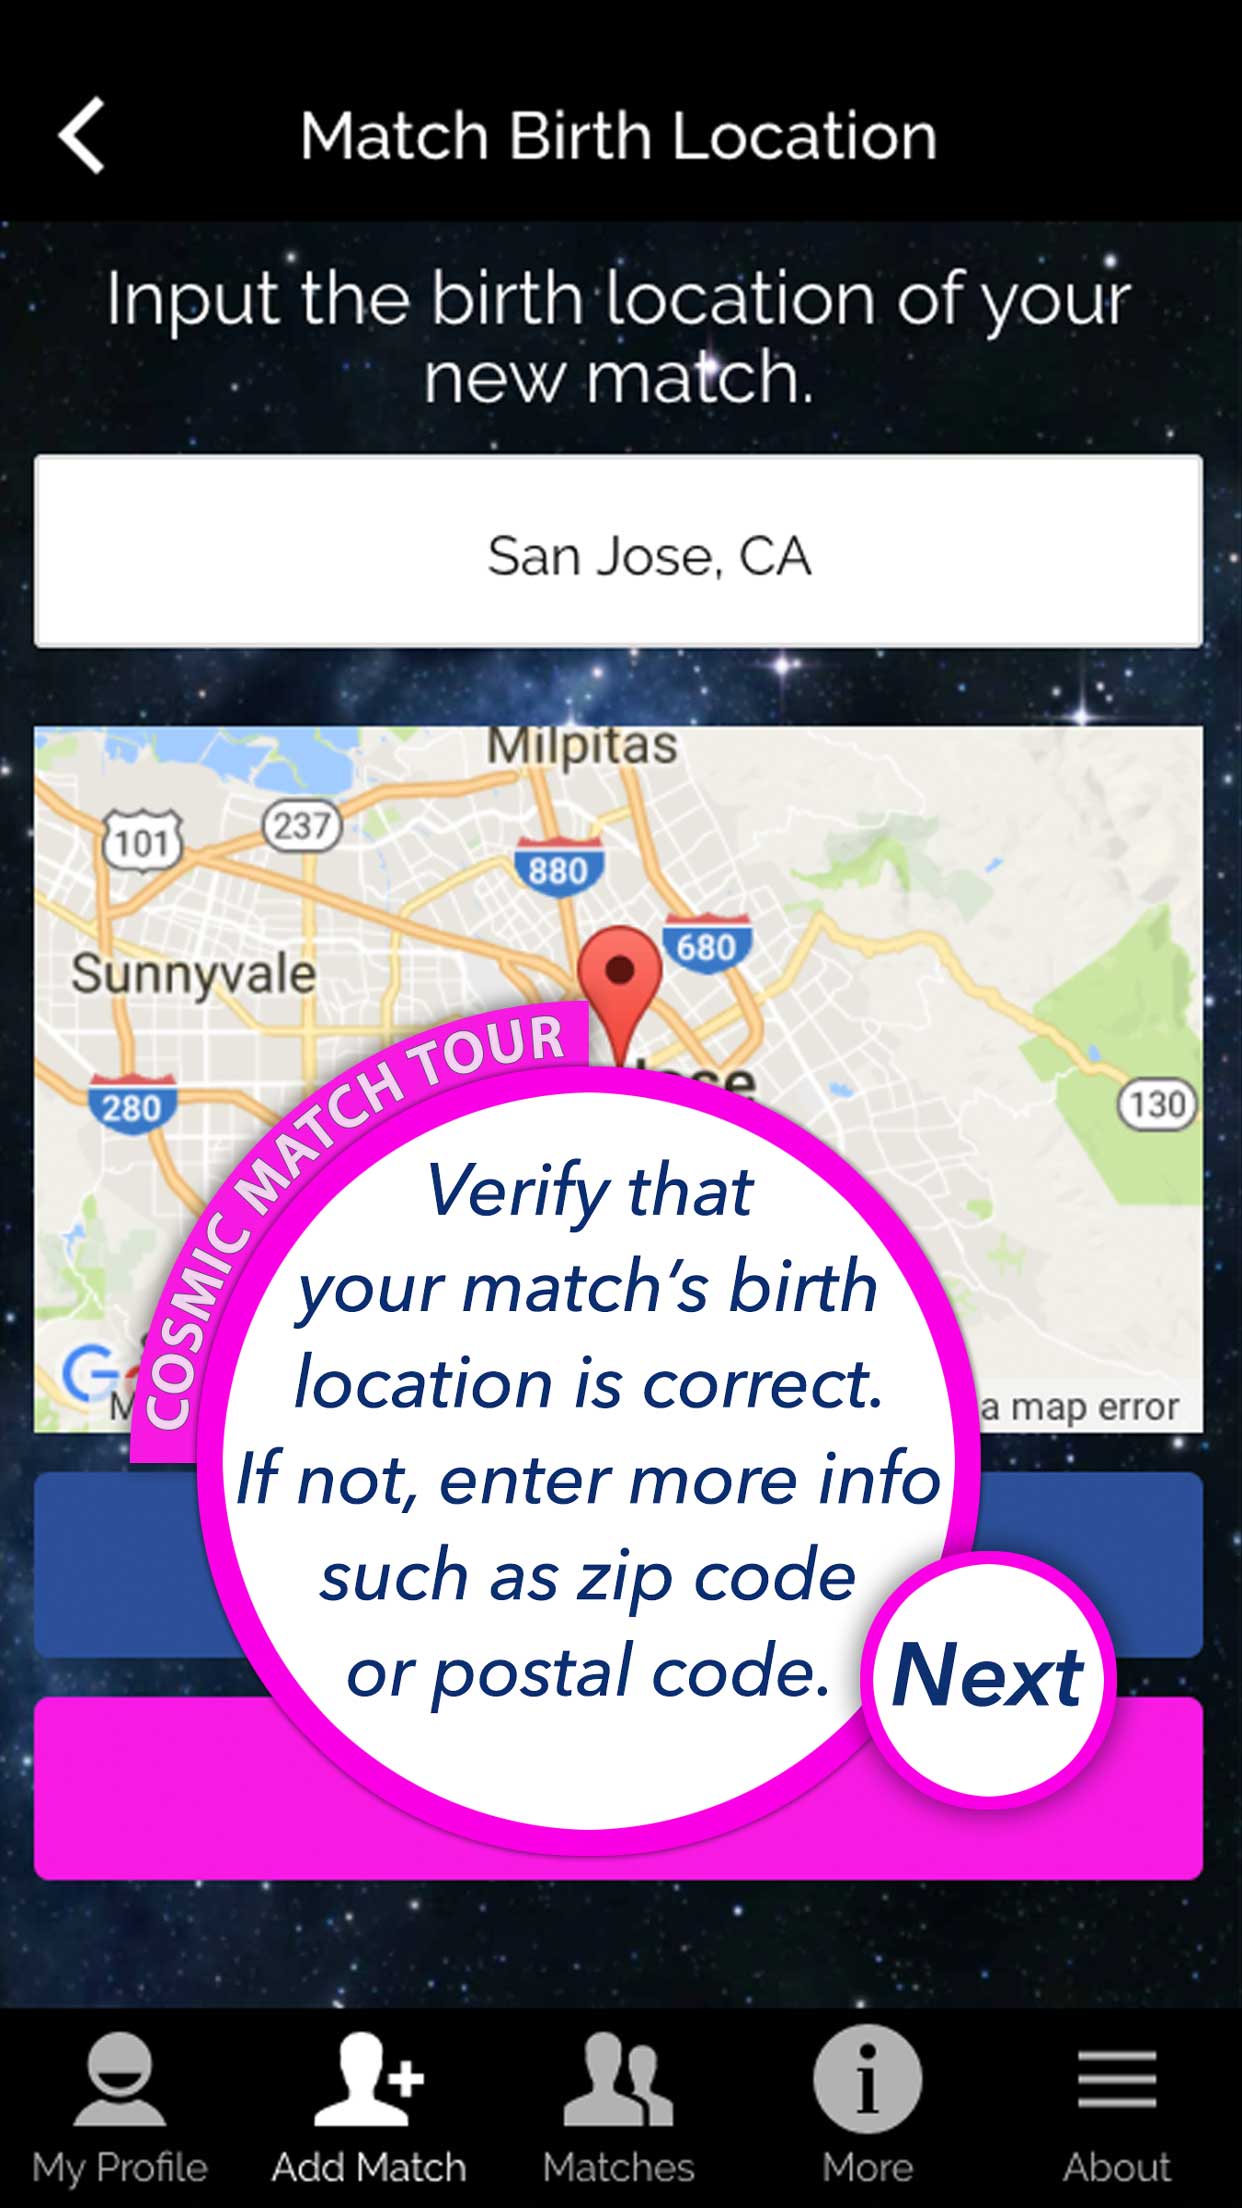 Match Birth Location
Input the birth location of your
new match.
San Jose, CA
Milpitas
101
237
880
680
Sunnyvale
280
130
COSMIC MATCH TOUR
Verify that
your match's birth
location is correct.
If not, enter more info
such as zip code
or postal code.
a map error
Next
My Profile
Add Match
Matches
More
About